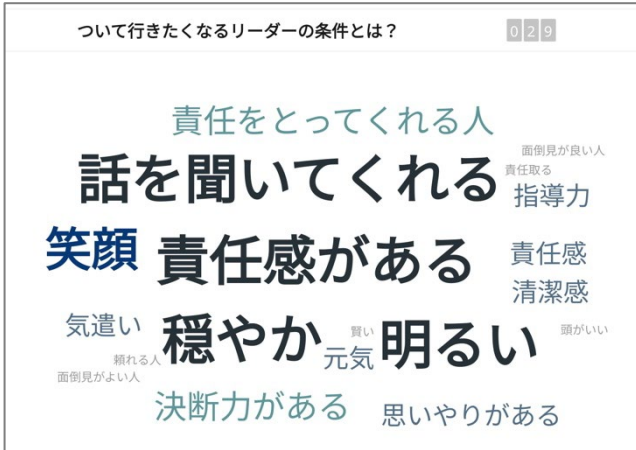 ついて行きたくなるリーダーの条件とは？
029
責任をとってくれる人
面倒見が良い人
話を聞いてくれる
責任取る
指導力
笑顔
責任感がある
責任感
清潔感
気遣い
穏やか
賢い
元気
明るい
頭がいい
頼れる人
面倒見がよい人
決断力がある
思いやりがある